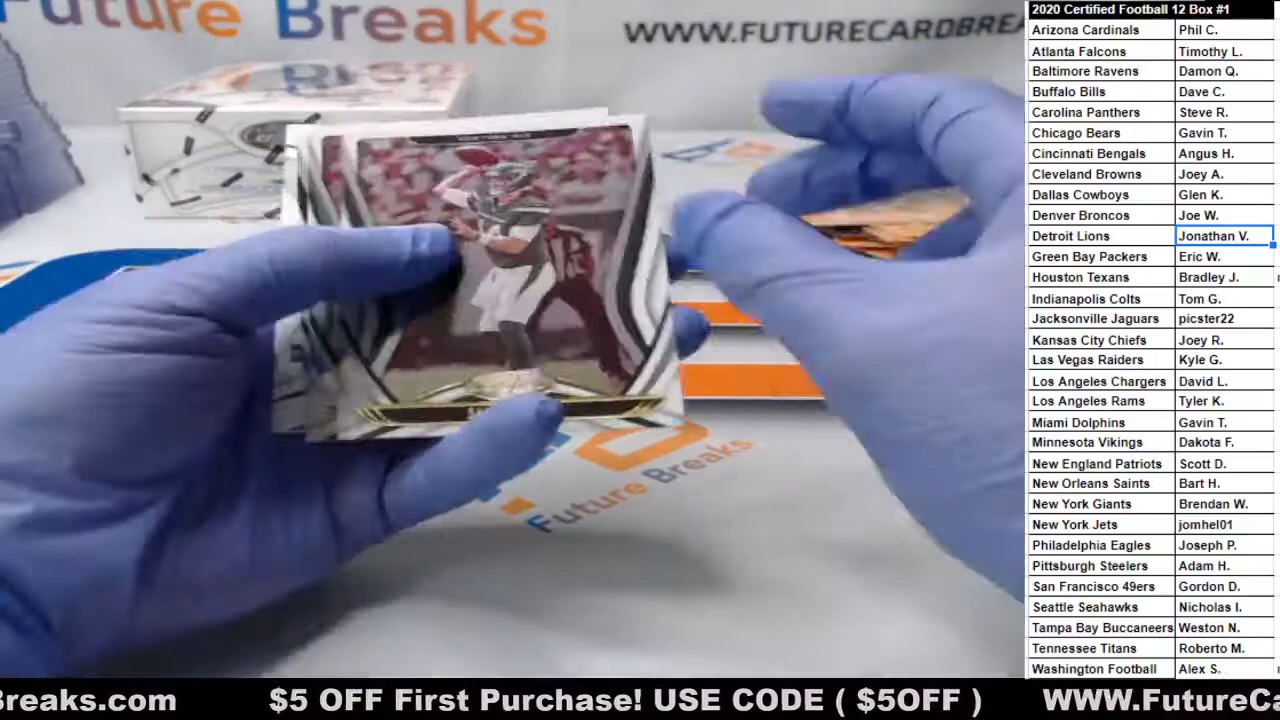 Future Breaks
WWW.FUTURECARDBREA
Future Breaks
2020 Certified Football 12 Box #1
Arizona Cardinals Phil C.
Atlanta Falcons Timothy L.
Baltimore Ravens Damon Q.
Buffalo Bills Dave C.
Carolina Panthers Steve R.
Chicago Bears Gavin T.
Cincinnati Bengals Angus H.
Cleveland Browns Joey A.
Dallas Cowboys Glen K.
Denver Broncos Joe W.
Detroit Lions Jonathan V.
Green Bay Packers Eric W.
Houston Texans Bradley J.
Indianapolis Colts Tom G.
Jacksonville Jaguars picster22
Kansas City Chiefs Joey R.
Las Vegas Raiders Kyle G.
Los Angeles Chargers David L.
Los Angeles Rams Tyler K.
Miami Dolphins Gavin T.
Minnesota Vikings Dakota F.
New England Patriots Scott D.
New Orleans Saints Bart H.
New York Giants Brendan W.
New York Jets jomhel01
Philadelphia Eagles Joseph P.
Pittsburgh Steelers Adam H.
San Francisco 49ers Gordon D.
Seattle Seahawks Nicholas I.
Tampa Bay Buccaneers Weston N.
Tennessee Titans Roberto M.
Washington Football Alex S.
Breaks.com $5 OFF First Purchase! USE CODE ( $5OFF ) WWW.FutureCa